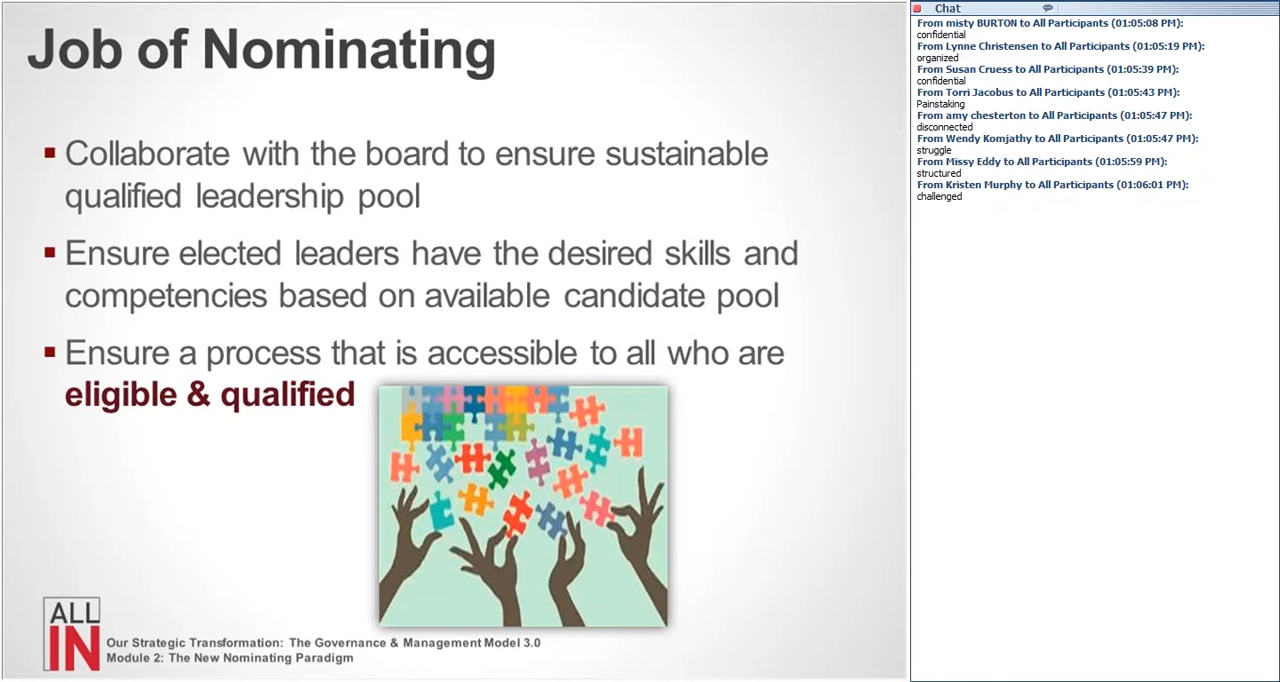 Job of Nominating
▪ Collaborate with the board to ensure sustainable
qualified leadership pool
▪ Ensure elected leaders have the desired skills and
competencies based on available candidate pool
▪ Ensure a process that is accessible to all who are
eligible & qualified
ALL
IN
Our Strategic Transformation: The Governance & Management Model 3.0
Module 2: The New Nominating Paradigm
Chat
From misty BURTON to All Participants (01:05:08 PM):
confidential
From Lynne Christensen to All Participants (01:05:19 PM):
organized
From Susan Cruess to All Participants (01:05:39 PM):
confidential
From Torri Jacobus to All Participants (01:05:43 PM):
Painstaking
From amy chesterton to All Participants (01:05:47 PM):
disconnected
From Wendy Komjathy to All Participants (01:05:47 PM):
struggle
From Missy Eddy to All Participants (01:05:59 PM):
structured
From Kristen Murphy to All Participants (01:06:01 PM):
challenged